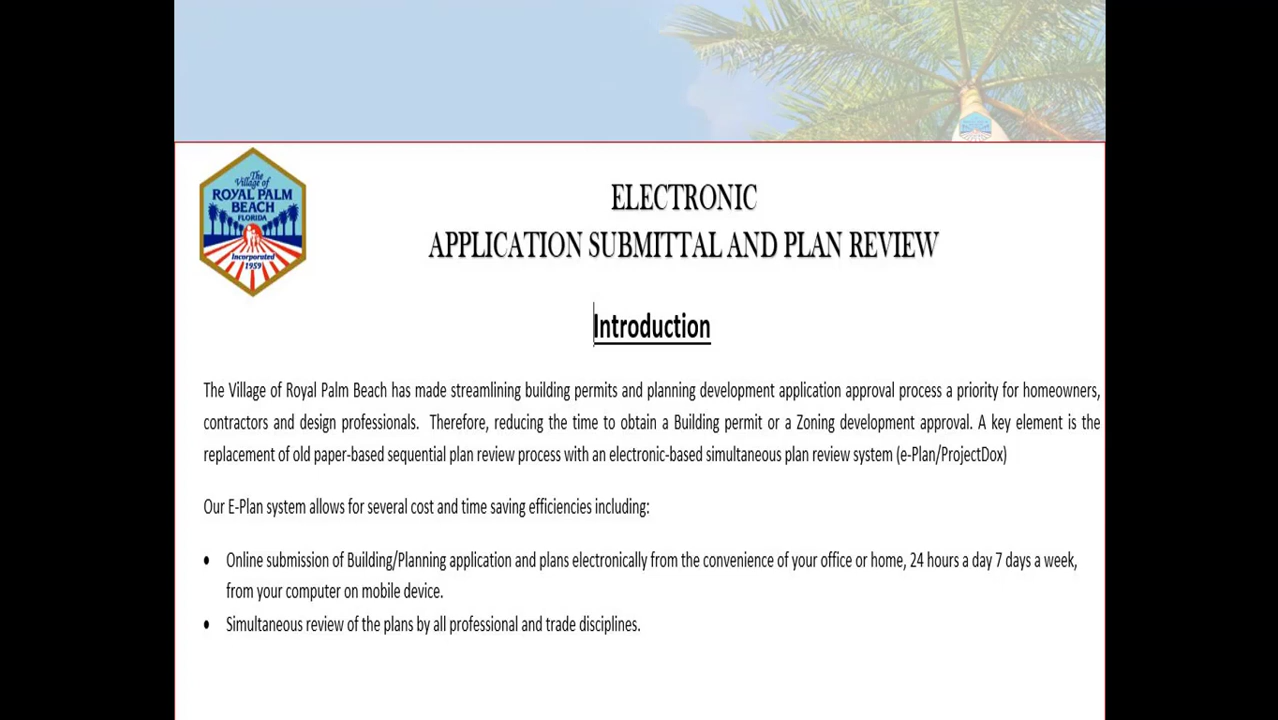 The
Village of
ROYAL PALM
BEACH
FLORIDA
Incorporated
1959
ELECTRONIC
APPLICATION SUBMITTAL AND PLAN REVIEW
Introduction
The Village of Royal Palm Beach has made streamlining building permits and planning development application approval process a priority for homeowners,
contractors and design professionals. Therefore, reducing the time to obtain a Building permit or a Zoning development approval. A key element is the
replacement of old paper-based sequential plan review process with an electronic-based simultaneous plan review system (e-Plan/ProjectDox)
Our E-Plan system allows for several cost and time saving efficiencies including:
• Online submission of Building/Planning application and plans electronically from the convenience of your office or home, 24 hours a day 7 days a week,
from your computer on mobile device.
• Simultaneous review of the plans by all professional and trade disciplines.